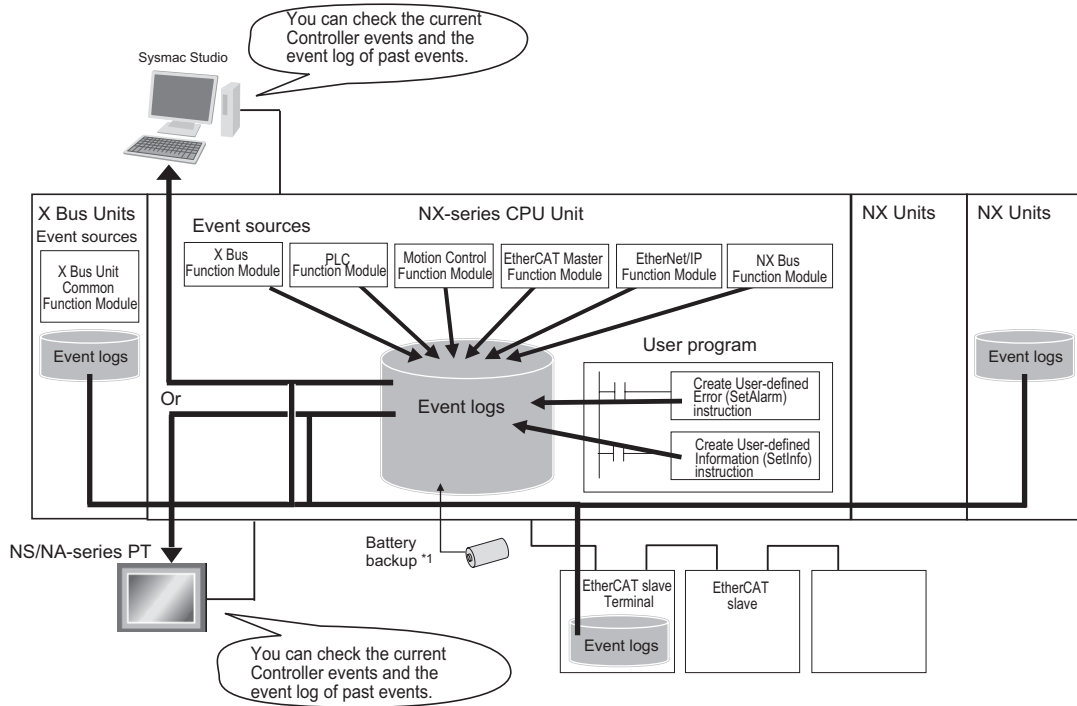 You can check the current
Controller events and the
event log of past events.
Sysmac Studio
X Bus Units
Event sources
X Bus Unit
Common
Function Module
Event logs
NX-series CPU Unit
Event sources
X Bus
Function Module
PLC
Function Module
Motion Control
Function Module
EtherCAT Master
Function Module
EtherNet/IP
Function Module
NX Bus
Function Module
Event logs
User program
Create User-defined
Error (SetAlarm)
instruction
Create User-defined
Information (SetInfo)
instruction
NX Units
NX Units
Event logs
Or
NS/NA-series PT
Battery
backup *1
EtherCAT slave
Terminal
Event logs
EtherCAT
slave
You can check the current
Controller events and the
event log of past events.